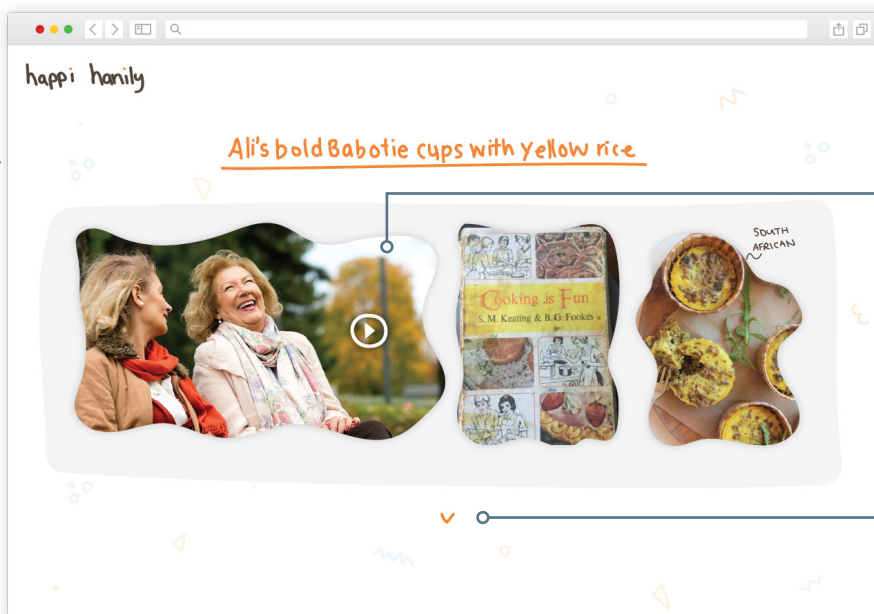 happi hanily
Ali's bold Babotie cups with yellow rice
SOUTH
AFRICAN
Cooking is Fun
S. M. Keating & B.G. Fookes